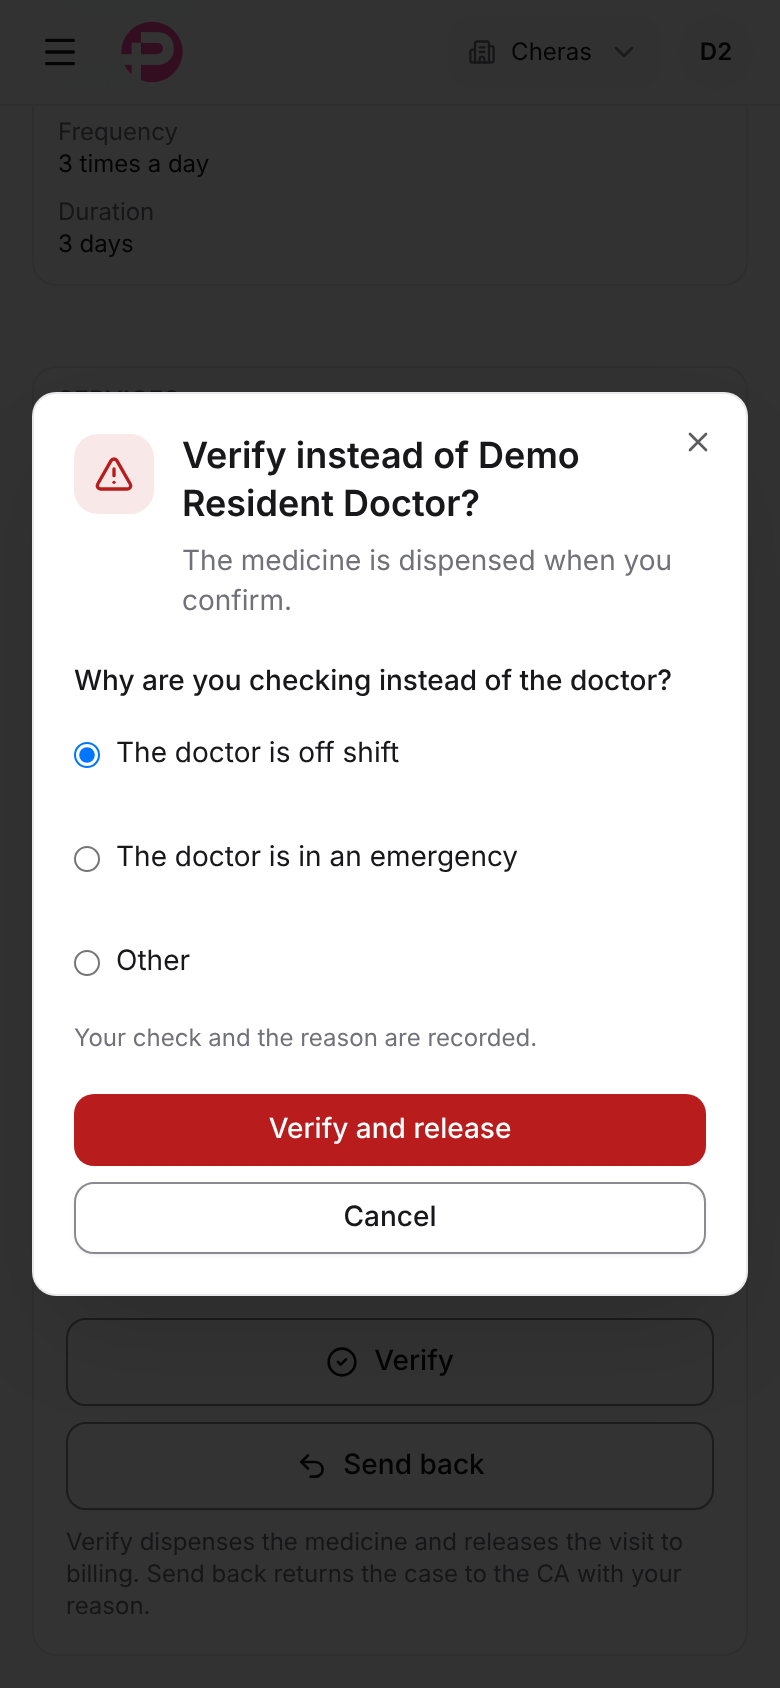 Cheras
D2
Frequency
3 times a day
Duration
3 days
Verify instead of Demo
Resident Doctor?
The medicine is dispensed when you
confirm.
Why are you checking instead of the doctor?
The doctor is off shift
The doctor is in an emergency
Other
Your check and the reason are recorded.
Verify and release
Cancel
Verify
Send back
Verify dispenses the medicine and releases the visit to
billing. Send back returns the case to the CA with your
reason.